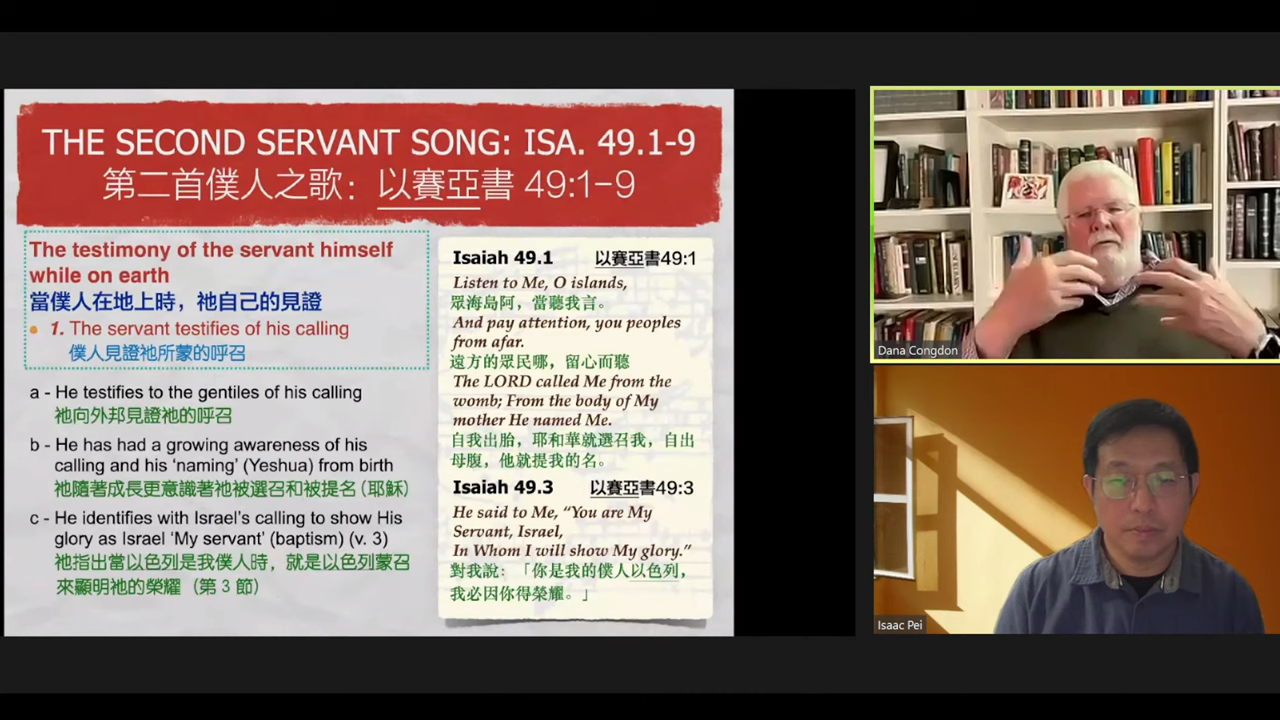 THE SECOND SERVANT SONG: ISA. 49.1-9
第二首僕人之歌：以賽亞書 49:1-9
The testimony of the servant himself
while on earth
當僕人在地上時，祂自己的見證
• 1. The servant testifies of his calling
僕人見證祂所蒙的呼召
a - He testifies to the gentiles of his calling
祂向外邦見證祂的呼召
b - He has had a growing awareness of his
calling and his ‘naming’ (Yeshua) from birth
祂隨著成長更意識著祂被選召和被提名（耶穌）
c - He identifies with Israel’s calling to show His
glory as Israel ‘My servant’ (baptism) (v. 3)
祂指出當以色列是我僕人時，就是以色列蒙召
來顯明祂的榮耀（第 3 節）
Isaiah 49.1 以賽亞書49:1
Listen to Me, O islands,
眾海島阿，當聽我言。
And pay attention, you peoples
from afar.
遠方的眾民哪，留心而聽
The LORD called Me from the
womb; From the body of My
mother He named Me.
自我出胎，耶和華就選召我，自出
母腹，他就提我的名。
Isaiah 49.3 以賽亞書49:3
He said to Me, “You are My
Servant, Israel,
In Whom I will show My glory.”
對我說：「你是我的僕人以色列，
我必因你得榮耀。」
Dana Congdon
Isaac Pei